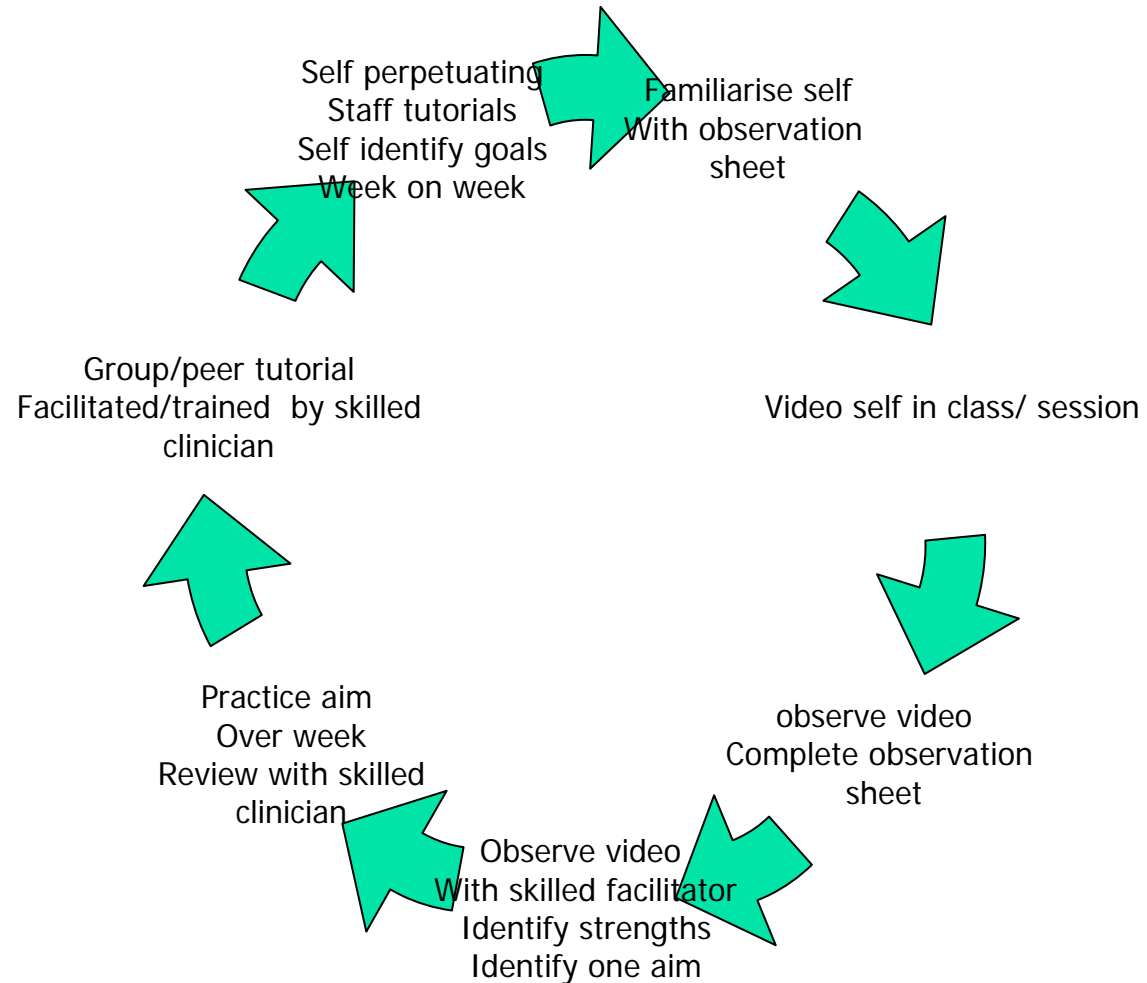 Self perpetuating
Staff tutorials
Self identify goals
Week on week
Familiarise self
With observation
sheet
Video self in class/ session
observe video
Complete observation
sheet
Observe video
With skilled facilitator
Identify strengths
Identify one aim
Practice aim
Over week
Review with skilled
clinician
Group/peer tutorial
Facilitated/trained  by skilled
clinician